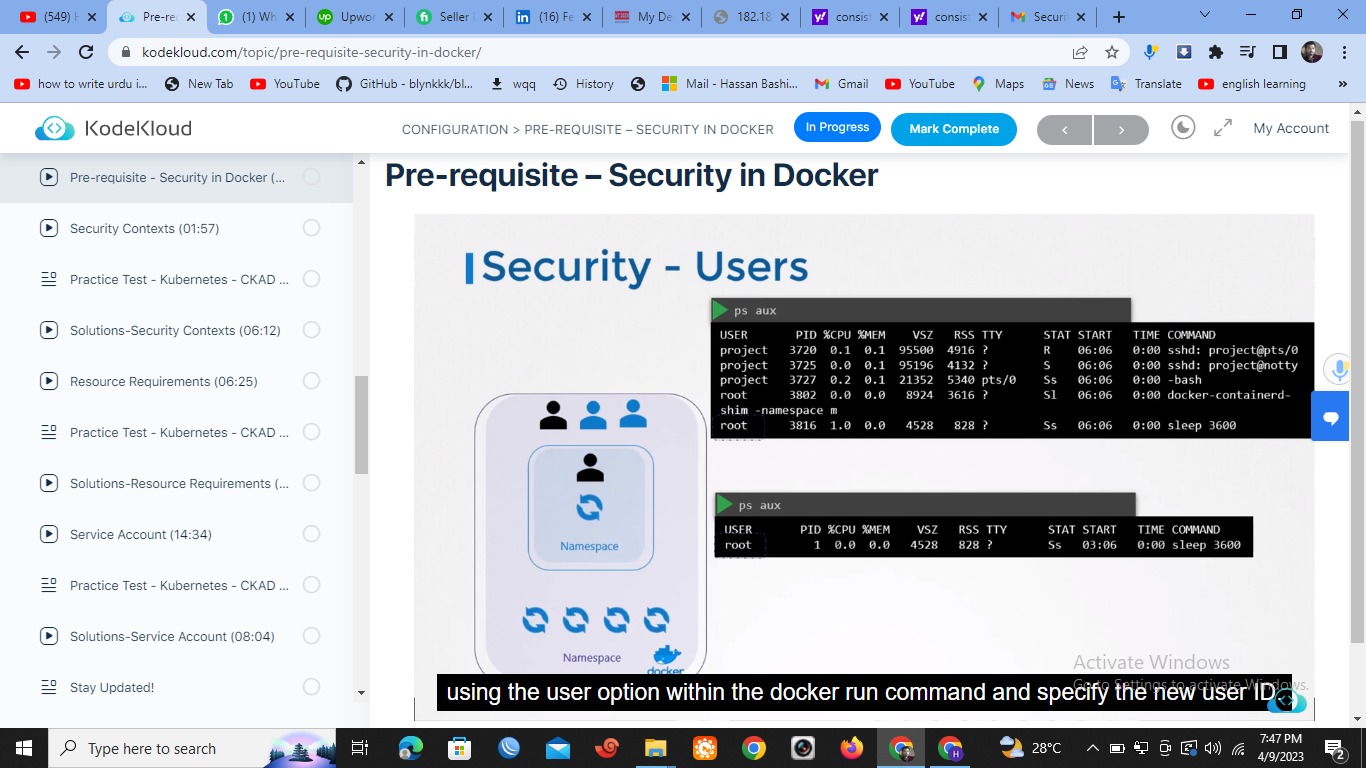 (549)
Pre-re
(1) Wh
Upwor
Seller
(16) Fe
My De
182.18
consist
consist
Securit
kodekloud.com/topic/pre-requisite-security-in-docker/
how to write urdu i...
New Tab
YouTube
GitHub - blynkkk/bl...
wqq
History
Mail - Hassan Bashi...
Gmail
YouTube
Maps
News
Translate
english learning
»
KodeKloud
CONFIGURATION > PRE-REQUISITE – SECURITY IN DOCKER
In Progress
Mark Complete
<
>
My Account
Pre-requisite - Security in Docker (...
Security Contexts (01:57)
Practice Test - Kubernetes - CKAD ...
Solutions-Security Contexts (06:12)
Resource Requirements (06:25)
Practice Test - Kubernetes - CKAD ...
Solutions-Resource Requirements (...
Service Account (14:34)
Practice Test - Kubernetes - CKAD ...
Solutions-Service Account (08:04)
Stay Updated!
Pre-requisite – Security in Docker
Security - Users
ps aux
USER PID %CPU %MEM VSZ RSS TTY STAT START TIME COMMAND
project 3720 0.1 0.1 95500 4916 ? R 06:06 0:00 sshd: project@pts/0
project 3725 0.0 0.1 95196 4132 ? S 06:06 0:00 sshd: project@notty
project 3727 0.2 0.1 21352 5340 pts/0 Ss 06:06 0:00 -bash
root 3802 0.0 0.0 8924 3616 ? Sl 06:06 0:00 docker-containerd-
shim -namespace m
root 3816 1.0 0.0 4528 828 ? Ss 06:06 0:00 sleep 3600
ps aux
USER PID %CPU %MEM VSZ RSS TTY STAT START TIME COMMAND
root 1 0.0 0.0 4528 828 ? Ss 03:06 0:00 sleep 3600
Namespace
Namespace
docker
Activate Windows
Go to Settings to activate Windows.
using the user option within the docker run command and specify the new user ID
Type here to search
28°C
7:47 PM
4/9/2023
2